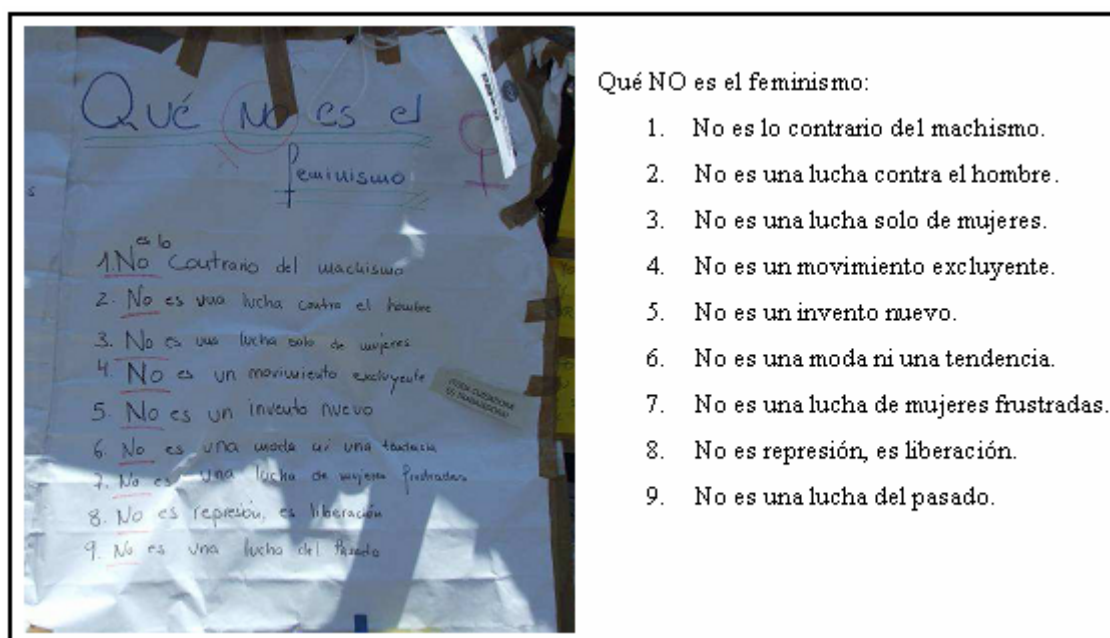 Qué NO es el
feminismo
es lo
1. No contrario del machismo
2. No es una lucha contra el hombre
3. No es una lucha solo de mujeres
4. No es un movimiento excluyente
5. No es un invento nuevo
6. No es una moda ni una tendencia
7. No es una lucha de mujeres frustradas
8. No es represión, es liberación
9. No es una lucha del Pasado
Qué NO es el feminismo:
1. No es lo contrario del machismo.
2. No es una lucha contra el hombre.
3. No es una lucha solo de mujeres.
4. No es un movimiento excluyente.
5. No es un invento nuevo.
6. No es una moda ni una tendencia.
7. No es una lucha de mujeres frustradas.
8. No es represión, es liberación.
9. No es una lucha del pasado.